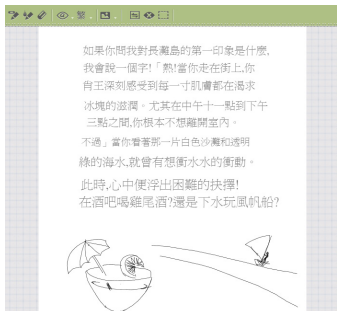 如果你問我對長灘島的第一印象是什麼,
我會說一個字!「熱!當你走在街上,你
會深刻感受到每一寸肌膚都在渴求
冰塊的滋潤。尤其在中午十一點到下午
三點之間,你根本不想離開室內。
不過」當你看著那一片白色沙灘和透明
綠的海水,就曾有想衝水水的衝動。
此時,心中便浮出困難的抉擇!
在酒吧喝雞尾酒?還是下水玩風帆船?